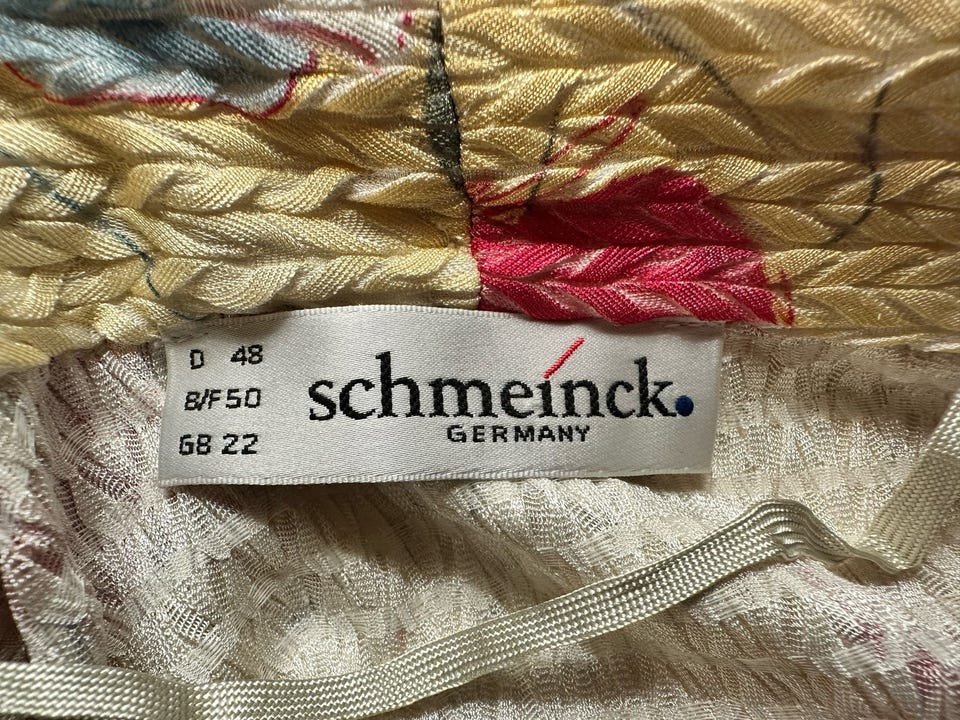 D 48
B/F 50
GB 22
schmeinck.
GERMANY